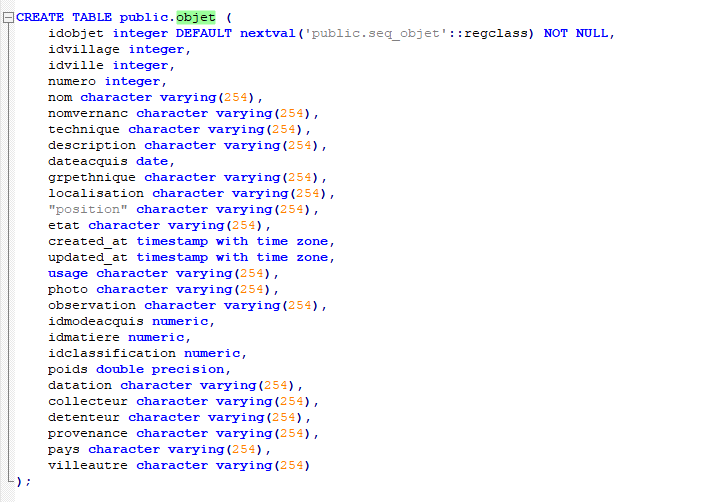 CREATE TABLE public.objet (
idobjet integer DEFAULT nextval('public.seq_objet'::regclass) NOT NULL,
idvillage integer,
idville integer,
numero integer,
nom character varying(254),
nomvernanc character varying(254),
technique character varying(254),
description character varying(254),
dateacquis date,
grpethnique character varying(254),
localisation character varying(254),
"position" character varying(254),
etat character varying(254),
created_at timestamp with time zone,
updated_at timestamp with time zone,
usage character varying(254),
photo character varying(254),
observation character varying(254),
idmodeacquis numeric,
idmatiere numeric,
idclassification numeric,
poids double precision,
datation character varying(254),
collecteur character varying(254),
detenteur character varying(254),
provenance character varying(254),
pays character varying(254),
villeautre character varying(254)
);